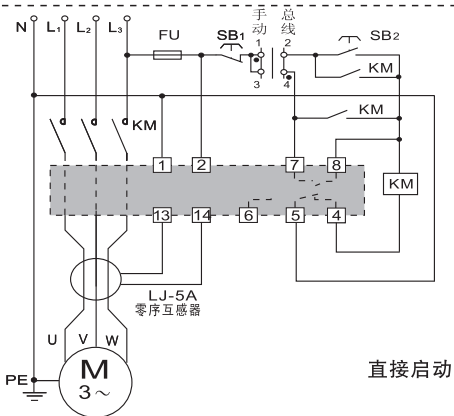 N L₁ L₂ L₃
FU
SB₁
手动
总线
SB₂
1 2
3 4
KM
KM
KM
1 2 7 8
KM
13 14 6 5 4
LJ-5A
零序互感器
U V W
M
3~
PE
直接启动